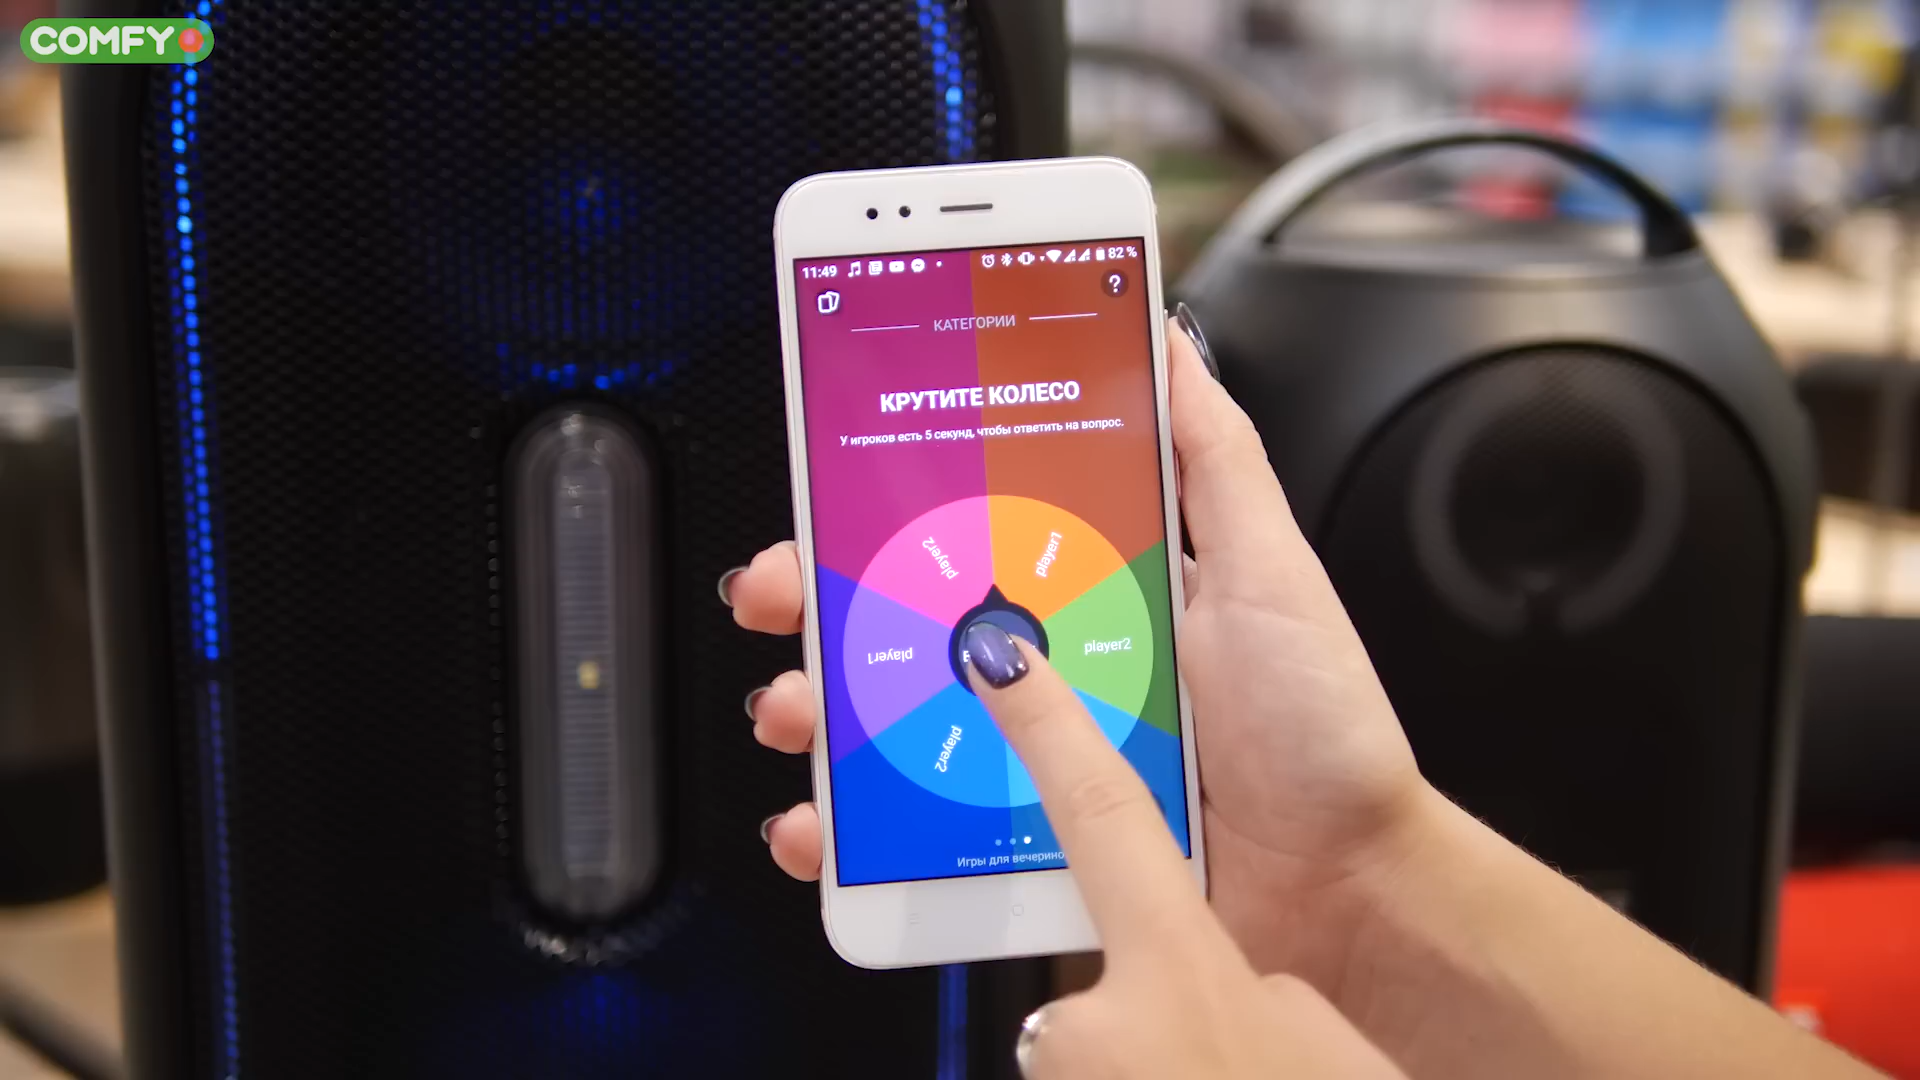 COMFY
11:49 82 %
?
КАТЕГОРИИ
КРУТИТЕ КОЛЕСО
У игроков есть 5 секунд, чтобы ответить на вопрос.
player2
player1
player1
player2
player2
Игры для